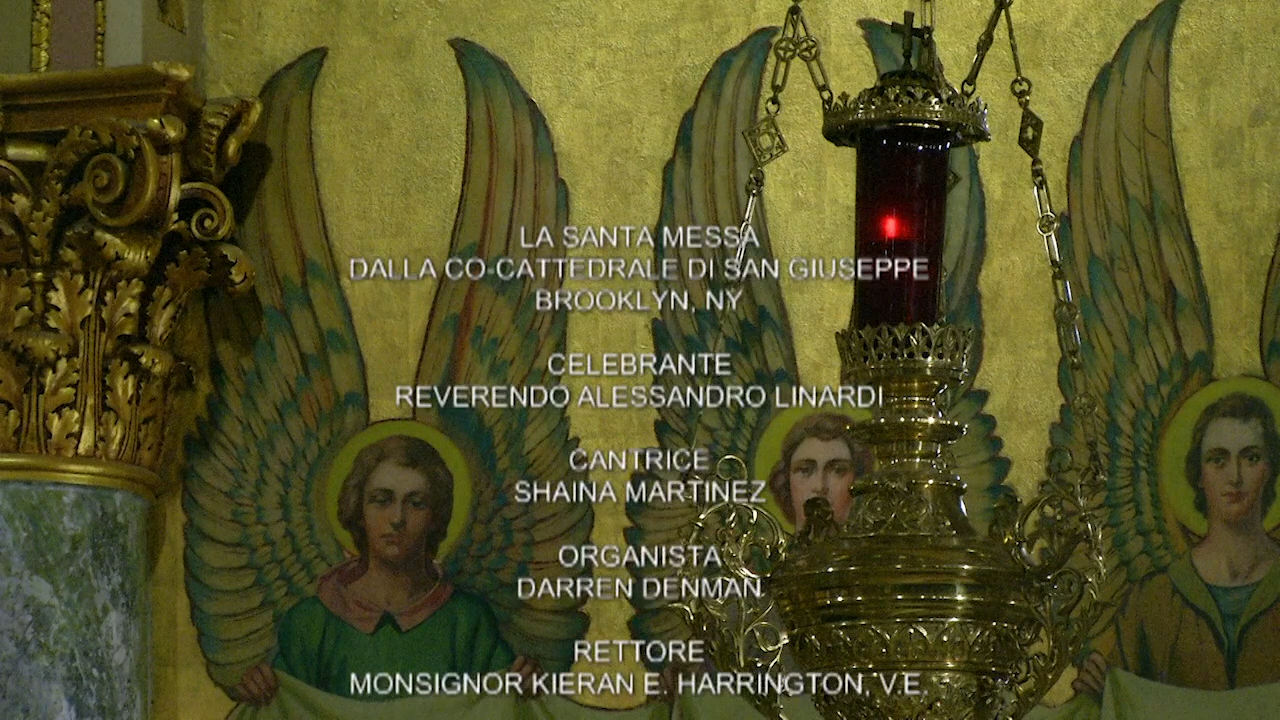 LA SANTA MESSA
DALLA CO-CATTEDRALE DI SAN GIUSEPPE
BROOKLYN, NY
CELEBRANTE
REVERENDO ALESSANDRO LINARDI
CANTRICE
SHAINA MARTINEZ
ORGANISTA
DARREN DENMAN
RETTORE
MONSIGNOR KIERAN E. HARRINGTON, V.E.